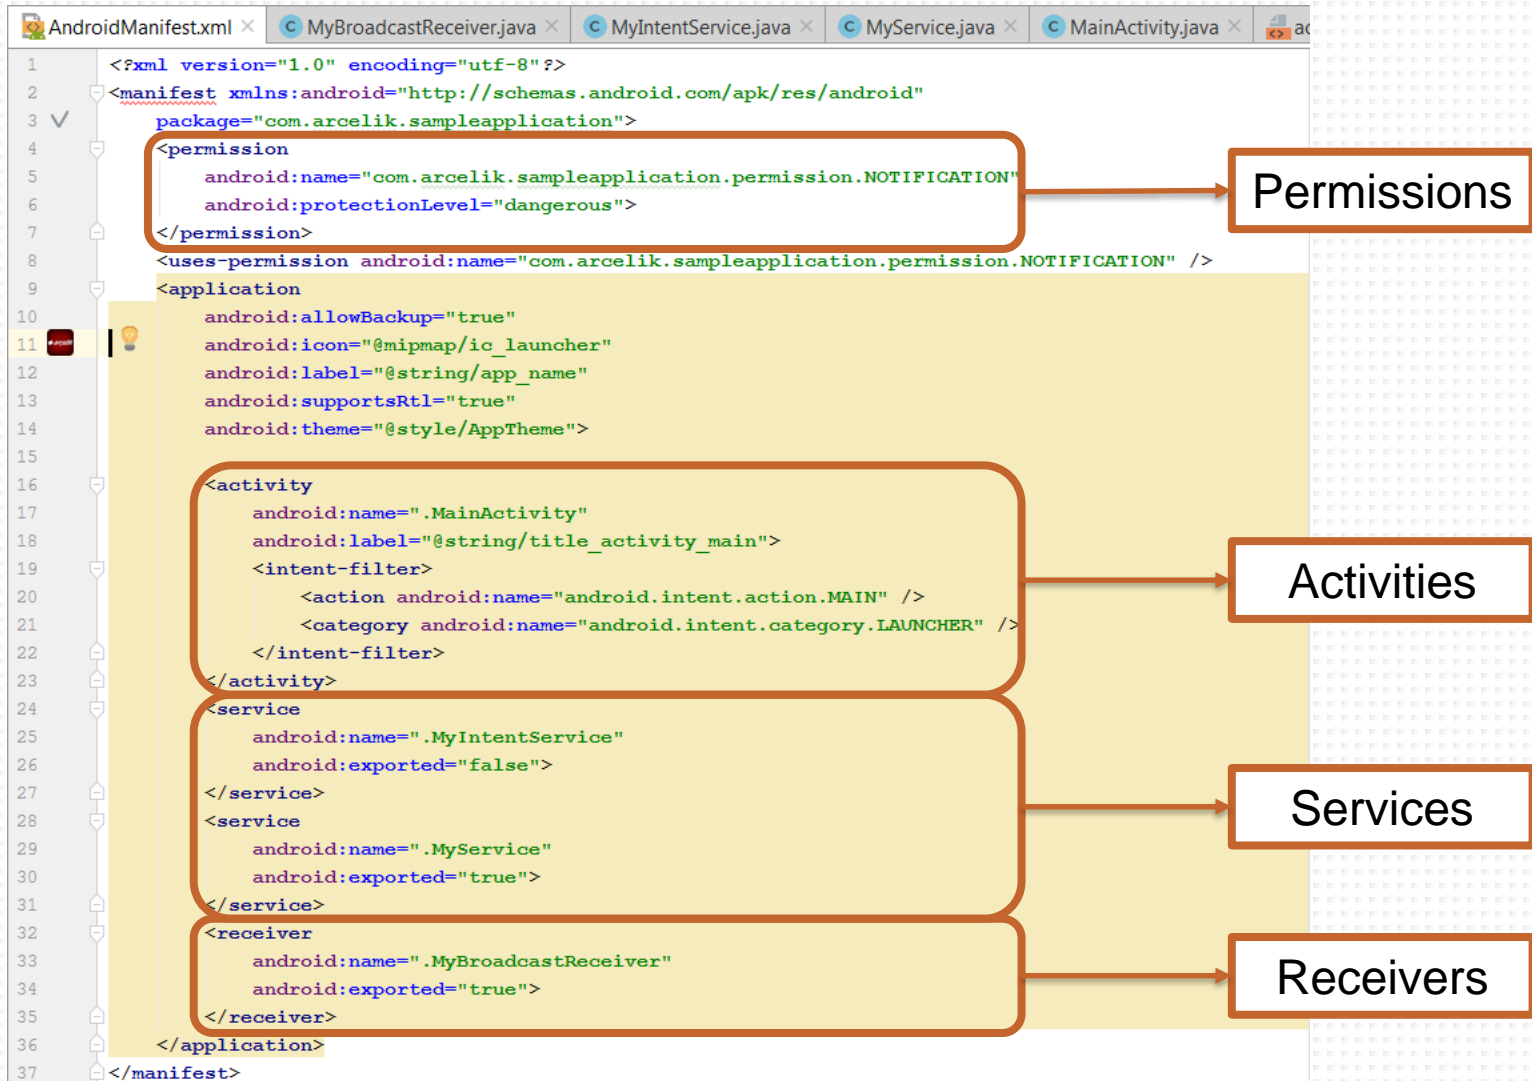 AndroidManifest.xml × MyBroadcastReceiver.java × MyIntentService.java × MyService.java × MainActivity.java × ac
1 <?xml version="1.0" encoding="utf-8"?>
2 <manifest xmlns:android="http://schemas.android.com/apk/res/android"
3 package="com.arcelik.sampleapplication">
4 <permission
5 android:name="com.arcelik.sampleapplication.permission.NOTIFICATION"
6 android:protectionLevel="dangerous">
Permissions
7 </permission>
8 <uses-permission android:name="com.arcelik.sampleapplication.permission.NOTIFICATION" />
9 <application
10 android:allowBackup="true"
11 android:icon="@mipmap/ic_launcher"
12 android:label="@string/app_name"
13 android:supportsRtl="true"
14 android:theme="@style/AppTheme">
15
16 <activity
17 android:name=".MainActivity"
18 android:label="@string/title_activity_main">
19 <intent-filter>
Activities
20 <action android:name="android.intent.action.MAIN" />
21 <category android:name="android.intent.category.LAUNCHER" />
22 </intent-filter>
23 </activity>
24 <service
25 android:name=".MyIntentService"
26 android:exported="false">
27 </service>
Services
28 <service
29 android:name=".MyService"
30 android:exported="true">
31 </service>
32 <receiver
33 android:name=".MyBroadcastReceiver"
Receivers
34 android:exported="true">
35 </receiver>
36 </application>
37 </manifest>